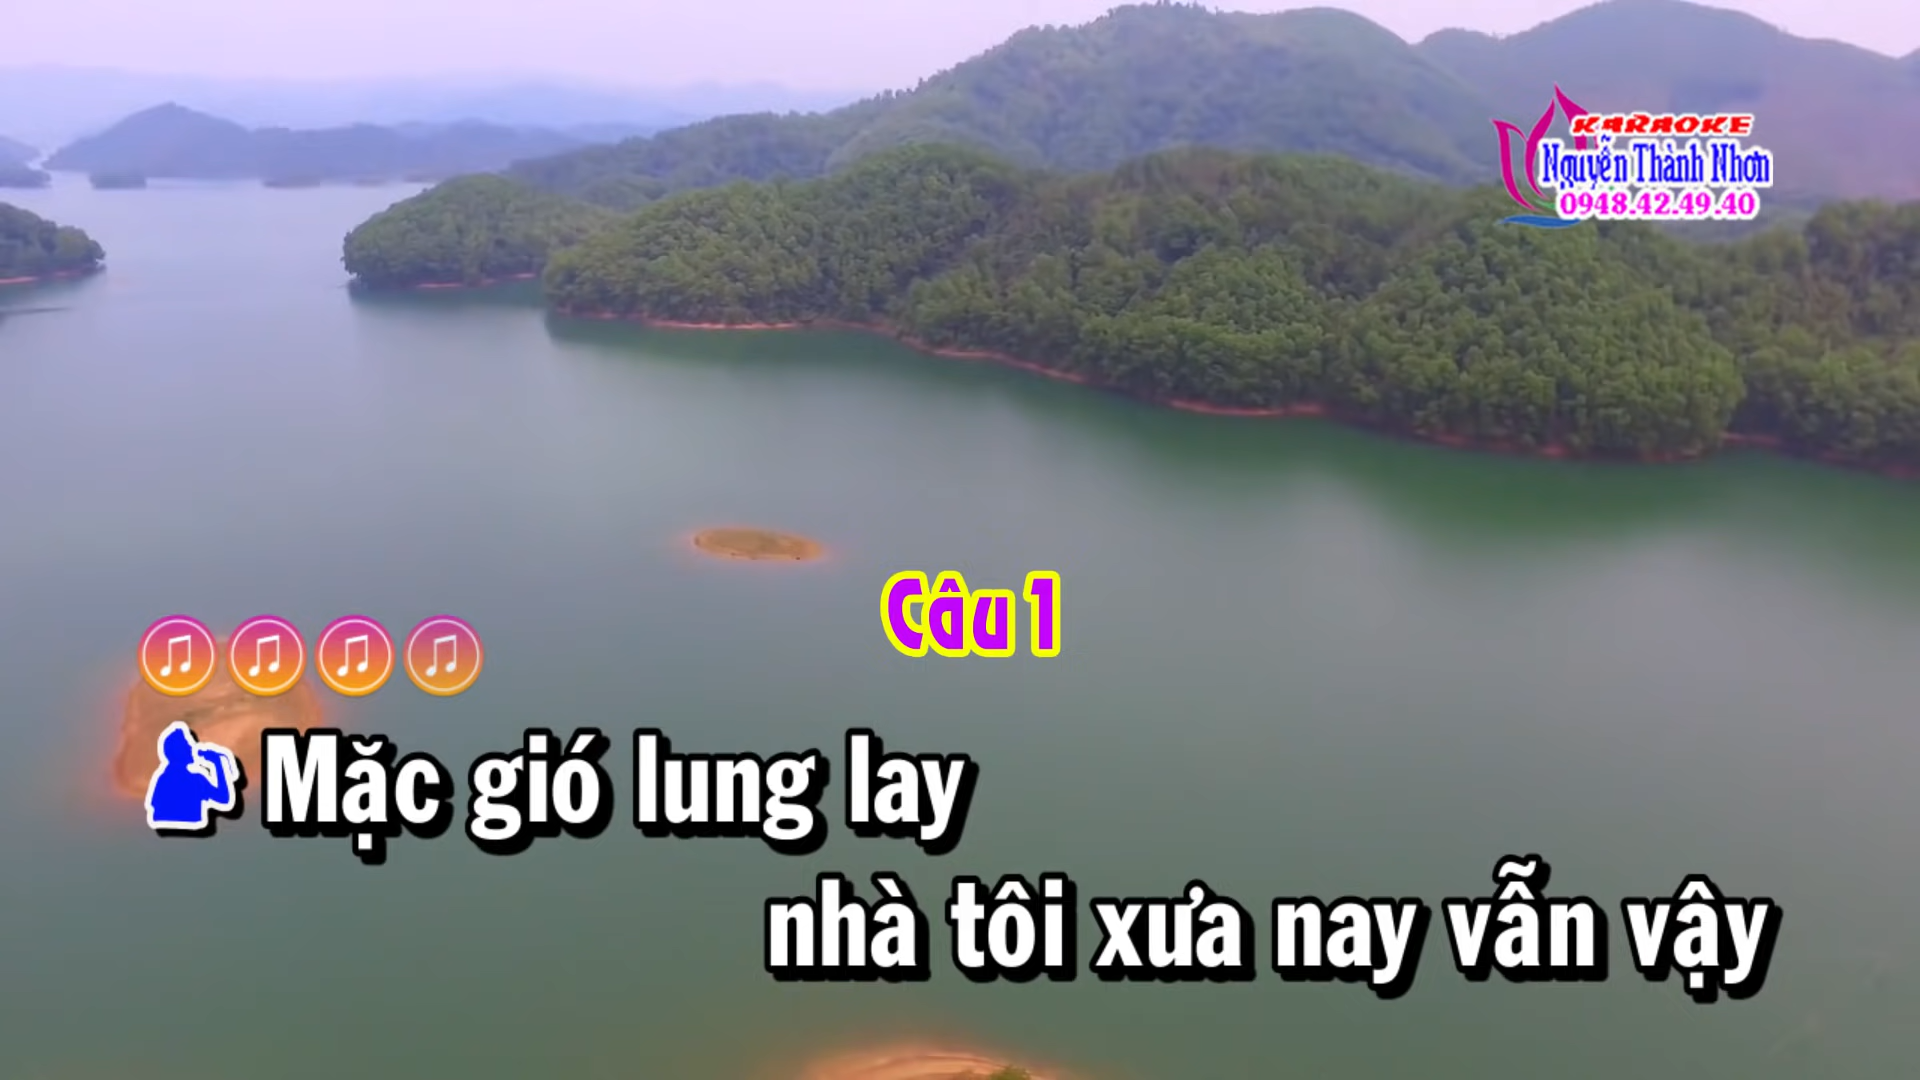 KARAOKE
Nguyễn Thành Nhơn
0948.42.49.40
Câu 1
Mặc gió lung lay
nhà tôi xưa nay vẫn vậy